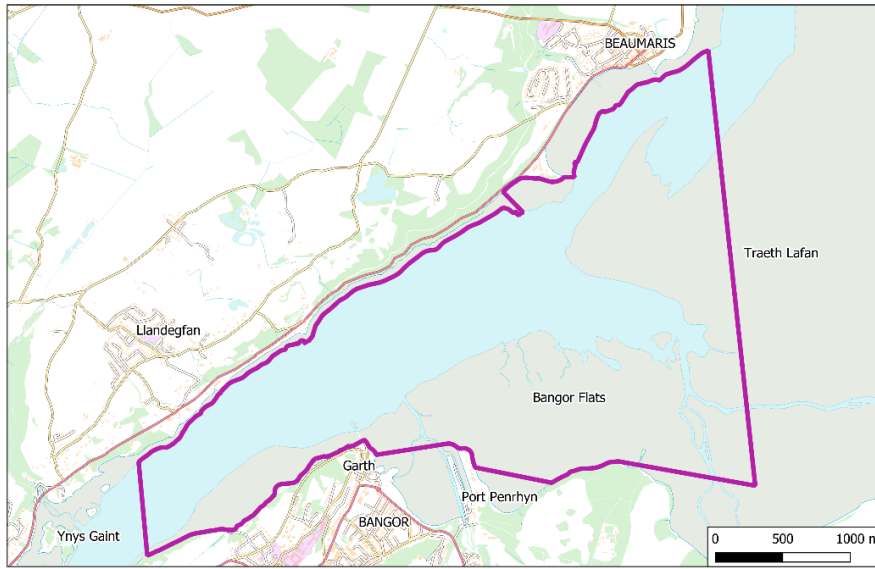 BEAUMARIS
Traeth Lafan
Llandegfan
Bangor Flats
Garth
Port Penrhyn
BANGOR
Ynys Gaint
0 500 1000 m